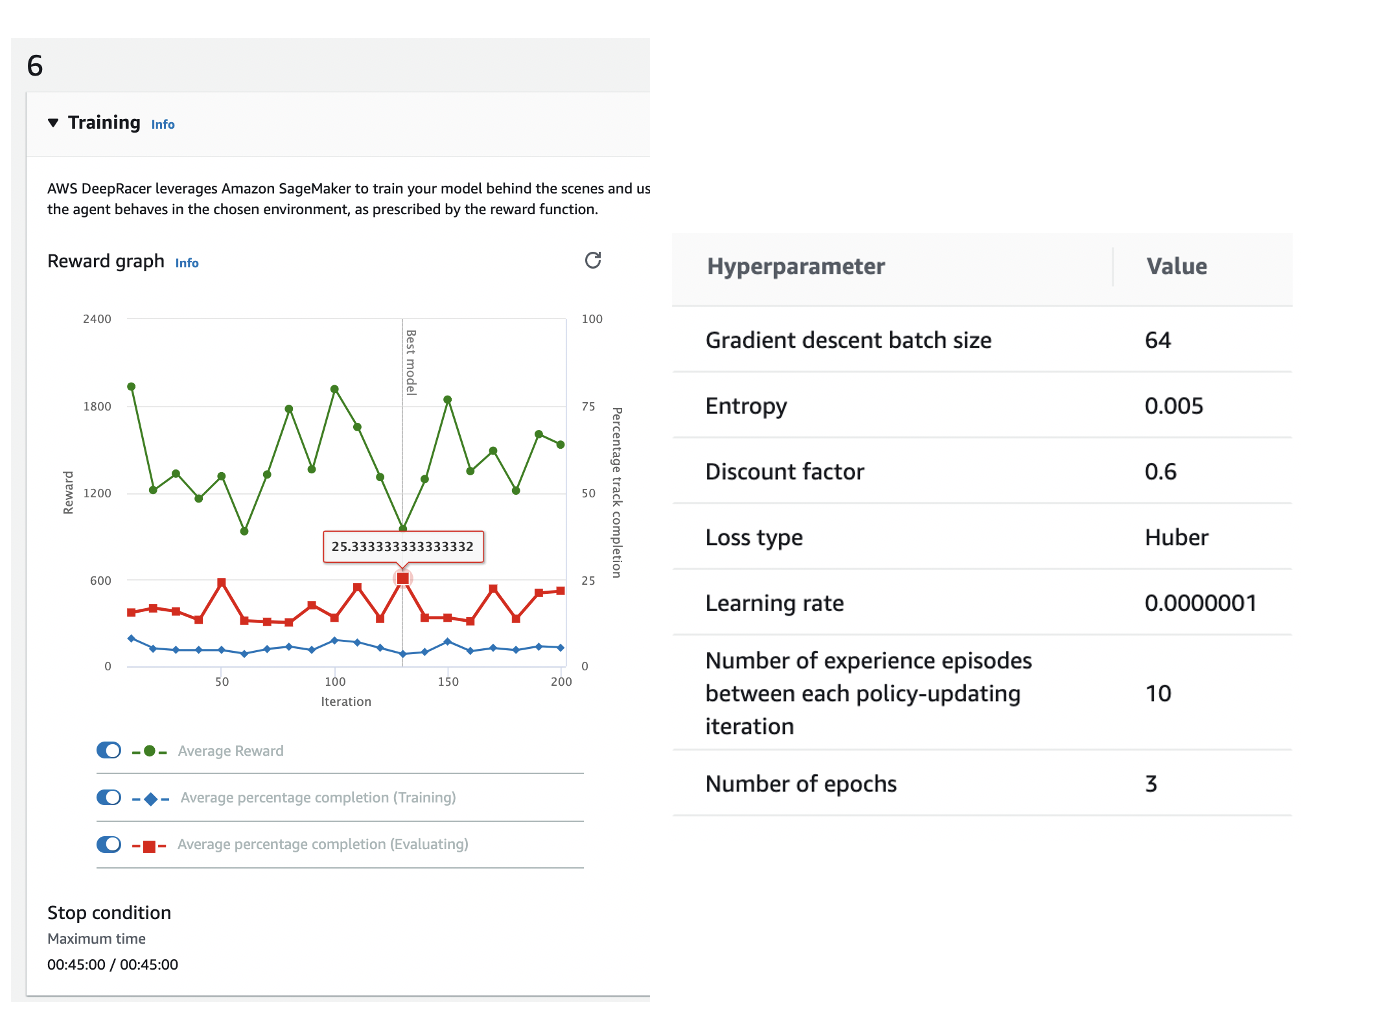 6
Training Info
AWS DeepRacer leverages Amazon SageMaker to train your model behind the scenes and us
the agent behaves in the chosen environment, as prescribed by the reward function.
Reward graph Info
2400
1800
1200
600
0
Reward
100
75
50
25
0
Percentage track completion
Best model
25.333333333333332
50
100
150
200
Iteration
Average Reward
Average percentage completion (Training)
Average percentage completion (Evaluating)
Stop condition
Maximum time
00:45:00 / 00:45:00
Hyperparameter Value
Gradient descent batch size 64
Entropy 0.005
Discount factor 0.6
Loss type Huber
Learning rate 0.0000001
Number of experience episodes
between each policy-updating 10
iteration
Number of epochs 3